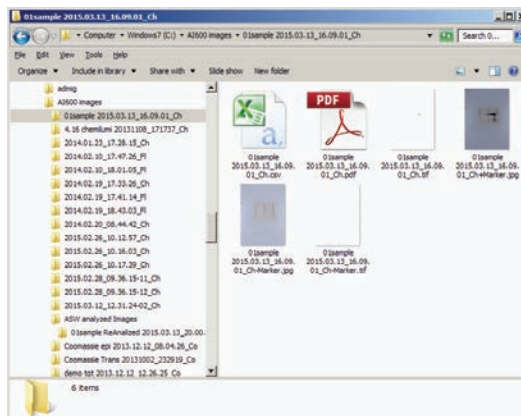 01sample 2015.03.13_16.09.01_Ch
Computer Windows7 (C:) AI600 images 01sample 2015.03.13_16.09.01_Ch
Search 0...
File Edit View Tools Help
Organize Include in library Share with Slide show New folder
admig
AI600 images
01sample 2015.03.13_16.09.01_Ch
4.16 chemilumi 20131108_171737_Ch
2014.01.23_17.28.15_Ch
2014.02.10_17.47.26_Fl
2014.02.10_18.01.05_Fl
2014.02.19_17.33.26_Ch
2014.02.19_17.41.14_Fl
2014.02.19_18.43.03_Fl
2014.02.20_08.44.42_Ch
2015.02.26_10.12.57_Ch
2015.02.26_10.16.03_Ch
2015.02.26_10.17.29_Ch
2015.02.28_09.36.15-11_Ch
2015.02.28_09.36.15-12_Ch
2015.03.12_12.31.24-02_Ch
ASW analyzed Images
01sample ReAnalized 2015.03.13_20.00.
Coomassie epi 2013.12.12_08.04.26_Co
Coomassie Trans 20131002_232919_Co
demo tot 2013.12.12_12.26.25_Co
a,
01sample
2015.03.13_16.09.
01_Ch.csv
PDF
01sample
2015.03.13_16.09.
01_Ch.pdf
01sample
2015.03.13_16.09.
01_Ch.tif
01sample
2015.03.13_16.09.
01_Ch+Marker.jpg
01sample
2015.03.13_16.09.
01_Ch-Marker.jpg
01sample
2015.03.13_16.09.
01_Ch-Marker.tif
6 items